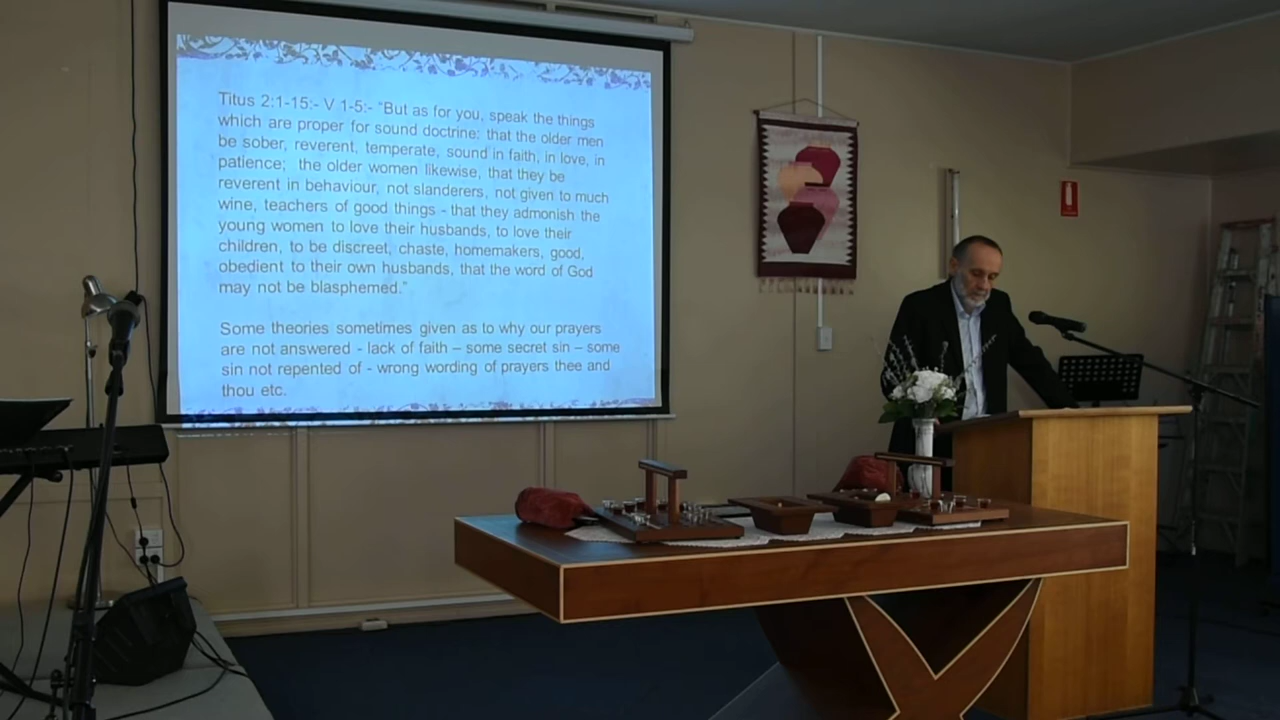 Titus 2:1-15:- V 1-5:- "But as for you, speak the things
which are proper for sound doctrine: that the older men
be sober, reverent, temperate, sound in faith, in love, in
patience;  the older women likewise, that they be
reverent in behaviour, not slanderers, not given to much
wine, teachers of good things - that they admonish the
young women to love their husbands, to love their
children, to be discreet, chaste, homemakers, good,
obedient to their own husbands, that the word of God
may not be blasphemed."
Some theories sometimes given as to why our prayers
are not answered - lack of faith – some secret sin – some
sin not repented of - wrong wording of prayers thee and
thou etc.